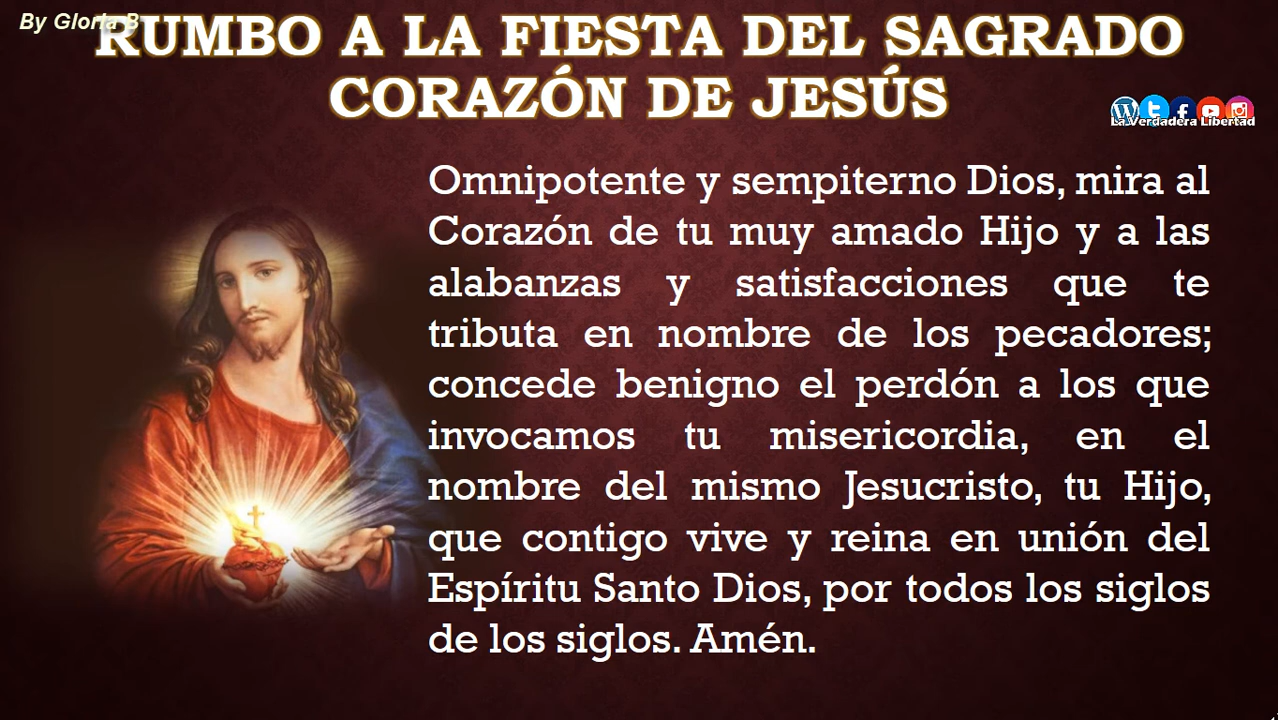 By Gloria B
RUMBO A LA FIESTA DEL SAGRADO
CORAZÓN DE JESÚS
La Verdadera Libertad
Omnipotente y sempiterno Dios, mira al
Corazón de tu muy amado Hijo y a las
alabanzas y satisfacciones que te
tributa en nombre de los pecadores;
concede benigno el perdón a los que
invocamos tu misericordia, en el
nombre del mismo Jesucristo, tu Hijo,
que contigo vive y reina en unión del
Espíritu Santo Dios, por todos los siglos
de los siglos. Amén.